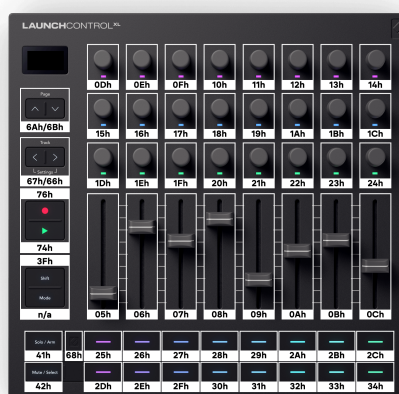 LAUNCHCONTROL XL
0Dh 0Eh 0Fh 10h 11h 12h 13h 14h
Page
6Ah/6Bh
15h 16h 17h 18h 19h 1Ah 1Bh 1Ch
Track
Settings
67h/66h
1Dh 1Eh 1Fh 20h 21h 22h 23h 24h
76h
74h
3Fh
Shift
Mode
n/a
05h 06h 07h 08h 09h 0Ah 0Bh 0Ch
Solo / Arm
41h 68h 25h 26h 27h 28h 29h 2Ah 2Bh 2Ch
Mute / Select
42h 2Dh 2Eh 2Fh 30h 31h 32h 33h 34h